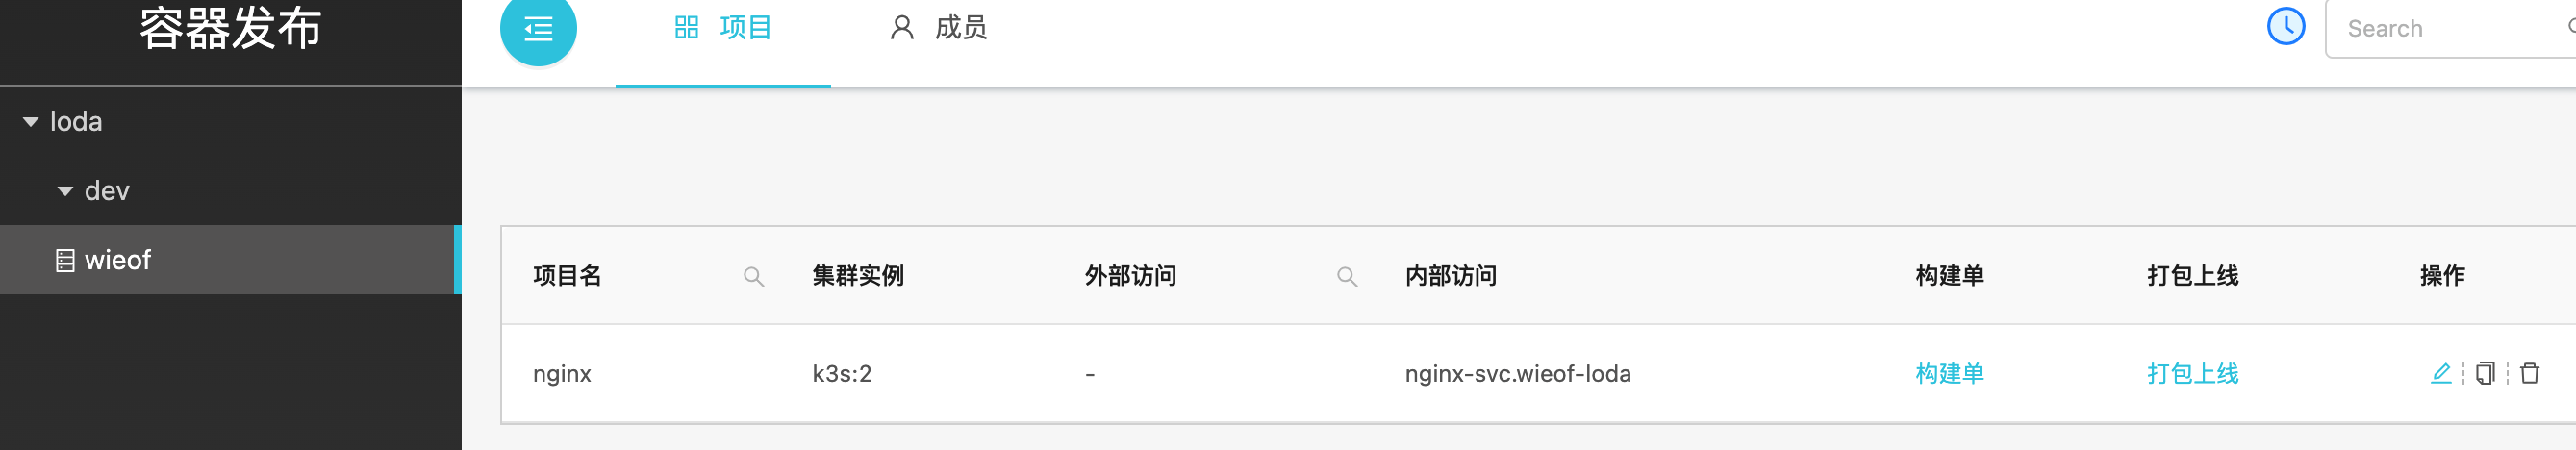 容器发布
项目 成员 Search
loda
dev
wieof
项目名 集群实例 外部访问 内部访问 构建单 打包上线 操作
nginx k3s:2 - nginx-svc.wieof-loda 构建单 打包上线